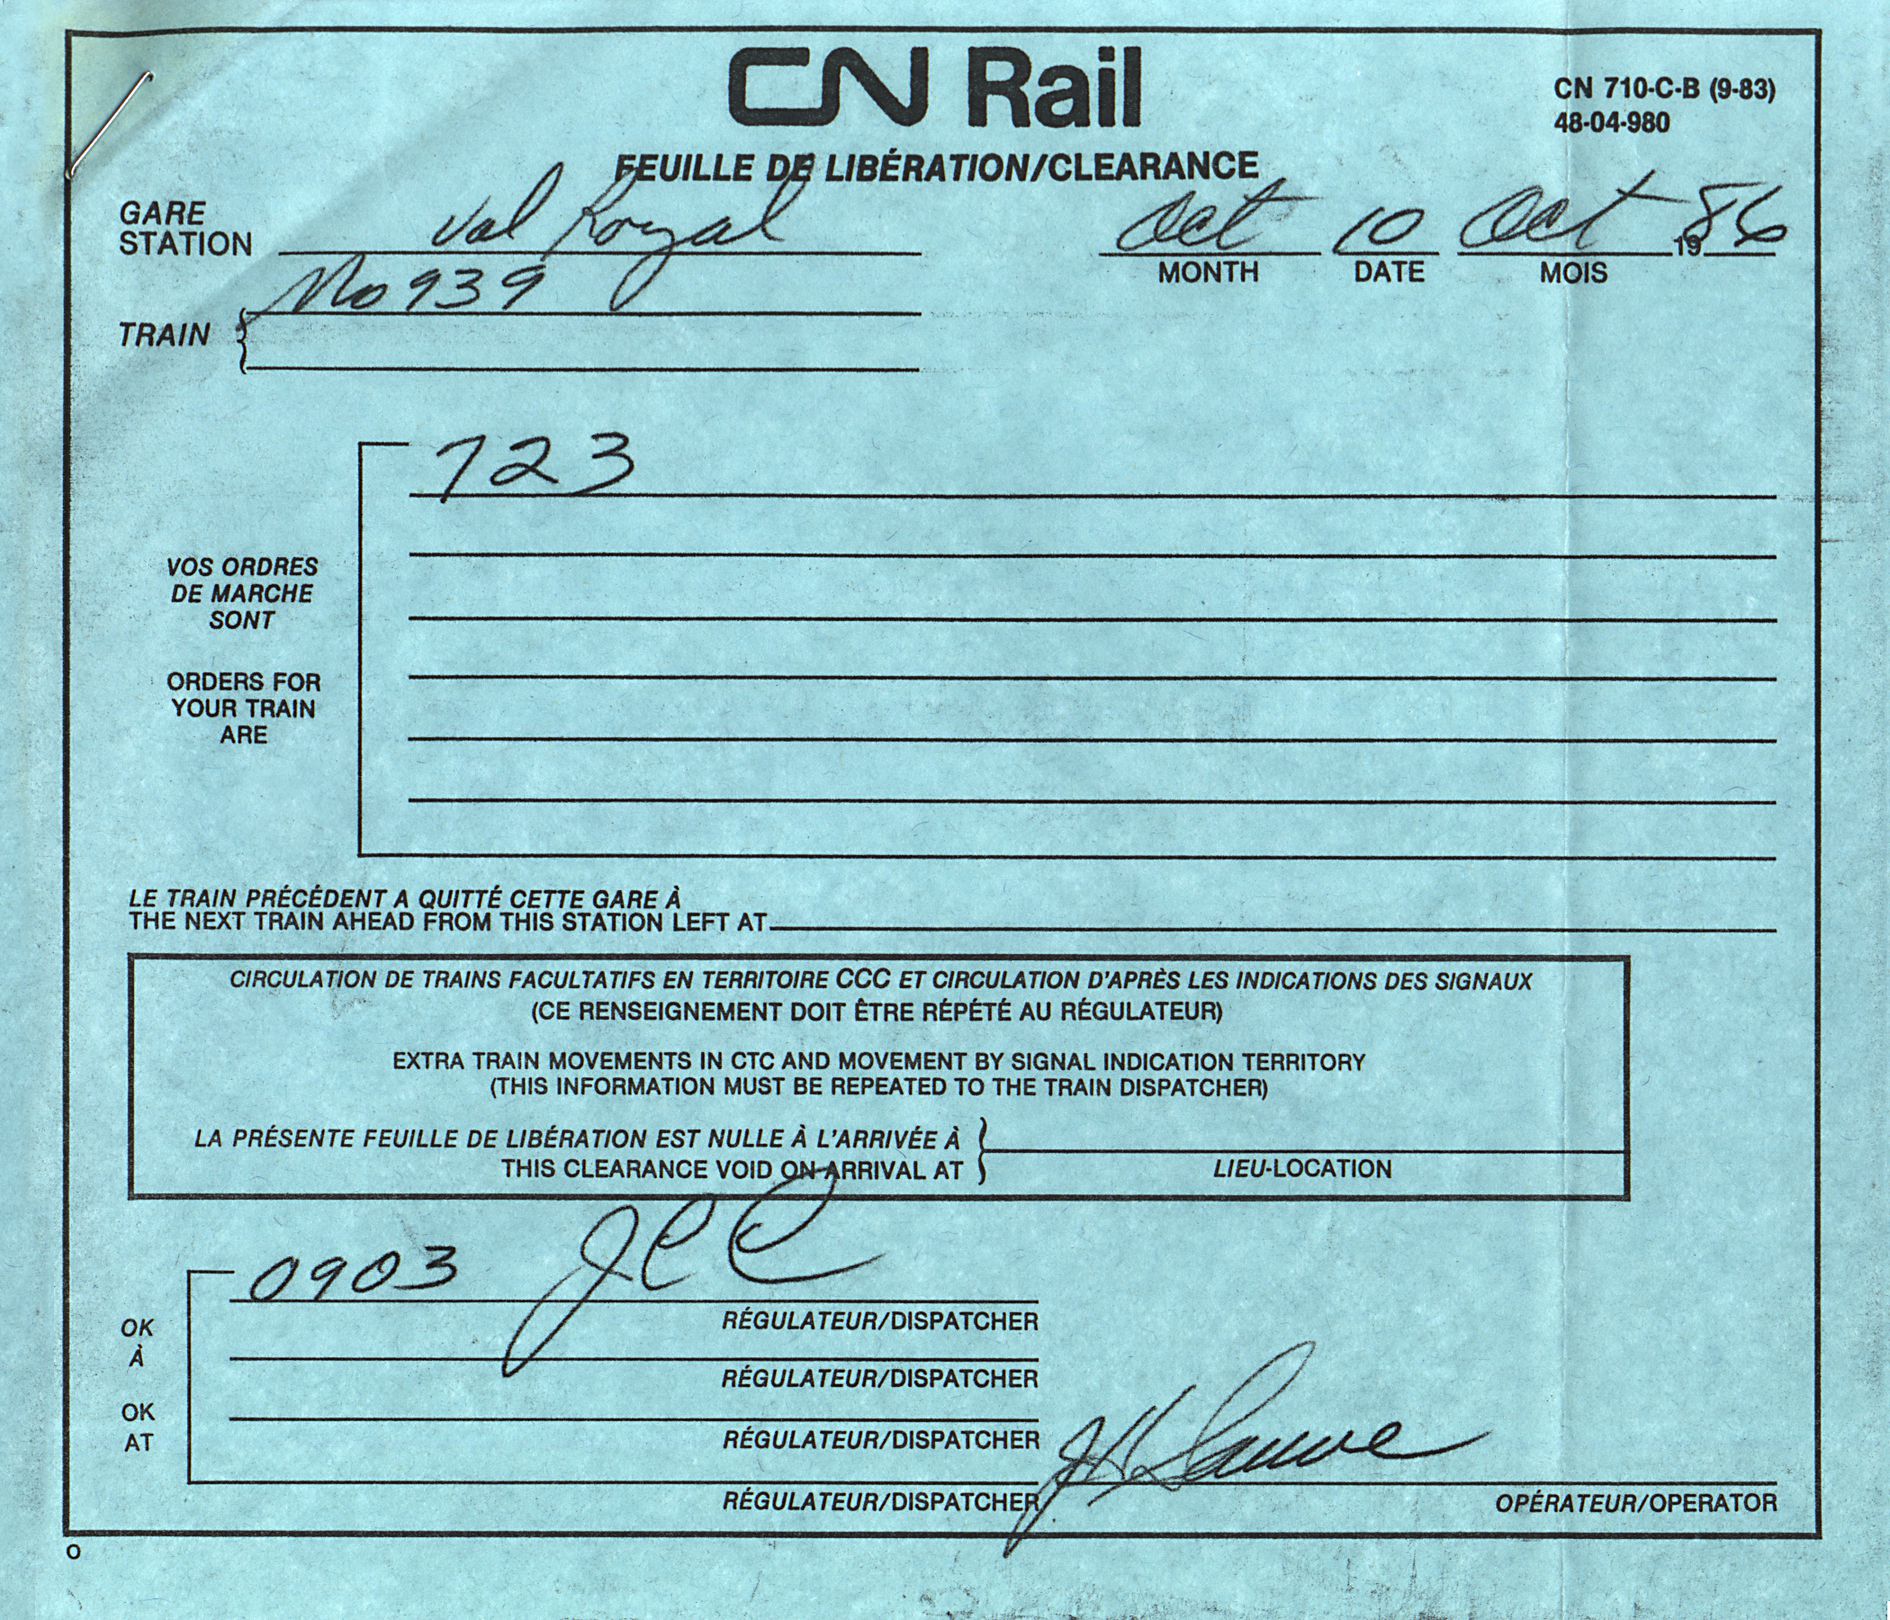 CN Rail
CN 710-C-B (9-83)
48-04-980
FEUILLE DE LIBÉRATION/CLEARANCE
GARE
STATION Val Royal
Oct 10 Oct 1986
MONTH DATE MOIS
TRAIN No 939
723
VOS ORDRES
DE MARCHE
SONT
ORDERS FOR
YOUR TRAIN
ARE
LE TRAIN PRÉCÉDENT A QUITTÉ CETTE GARE À
THE NEXT TRAIN AHEAD FROM THIS STATION LEFT AT
CIRCULATION DE TRAINS FACULTATIFS EN TERRITOIRE CCC ET CIRCULATION D'APRÈS LES INDICATIONS DES SIGNAUX
(CE RENSEIGNEMENT DOIT ÊTRE RÉPÉTÉ AU RÉGULATEUR)
EXTRA TRAIN MOVEMENTS IN CTC AND MOVEMENT BY SIGNAL INDICATION TERRITORY
(THIS INFORMATION MUST BE REPEATED TO THE TRAIN DISPATCHER)
LA PRÉSENTE FEUILLE DE LIBÉRATION EST NULLE À L'ARRIVÉE À
THIS CLEARANCE VOID ON ARRIVAL AT
LIEU-LOCATION
0903 JCC
RÉGULATEUR/DISPATCHER
OK
À
RÉGULATEUR/DISPATCHER
OK
AT
RÉGULATEUR/DISPATCHER
RÉGULATEUR/DISPATCHER
OPÉRATEUR/OPERATOR
O